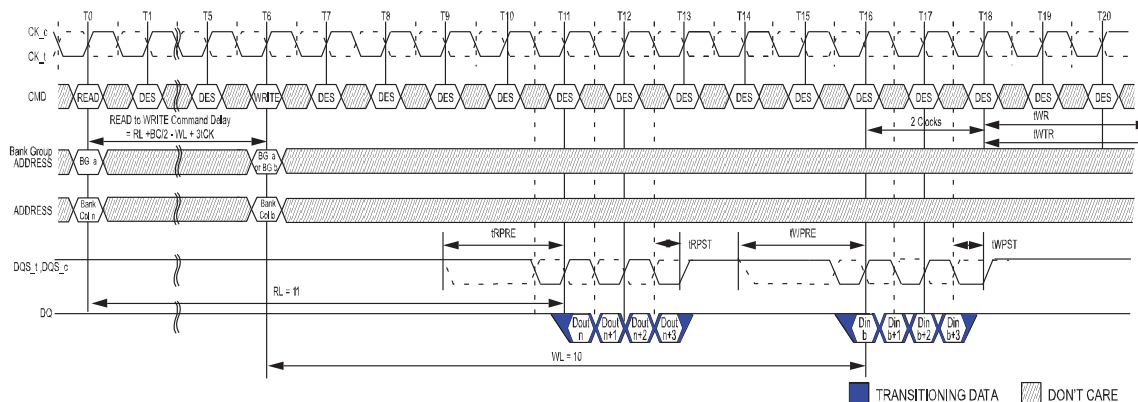 T0 T1 T5 T6 T7 T8 T9 T10 T11 T12 T13 T14 T15 T16 T17 T18 T19 T20
CK_c
CK_t
CMD READ DES DES WRITE DES DES DES DES DES DES DES DES DES DES DES DES DES DES
READ to WRITE Command Delay
= RL +BC/2 - WL + 3tCK
2 Clocks
tWR
tWTR
Bank Group
ADDRESS
BG a
BG a
or BG b
ADDRESS
Bank
Col n
Bank
Col b
tRPRE tRPST tWPRE tWPST
DQS_t ,DQS_c
RL = 11
DQ
Dout
n
Dout
n+1
Dout
n+2
Dout
n+3
Din
b
Din
b+1
Din
b+2
Din
b+3
WL = 10
TRANSITIONING DATA DON'T CARE